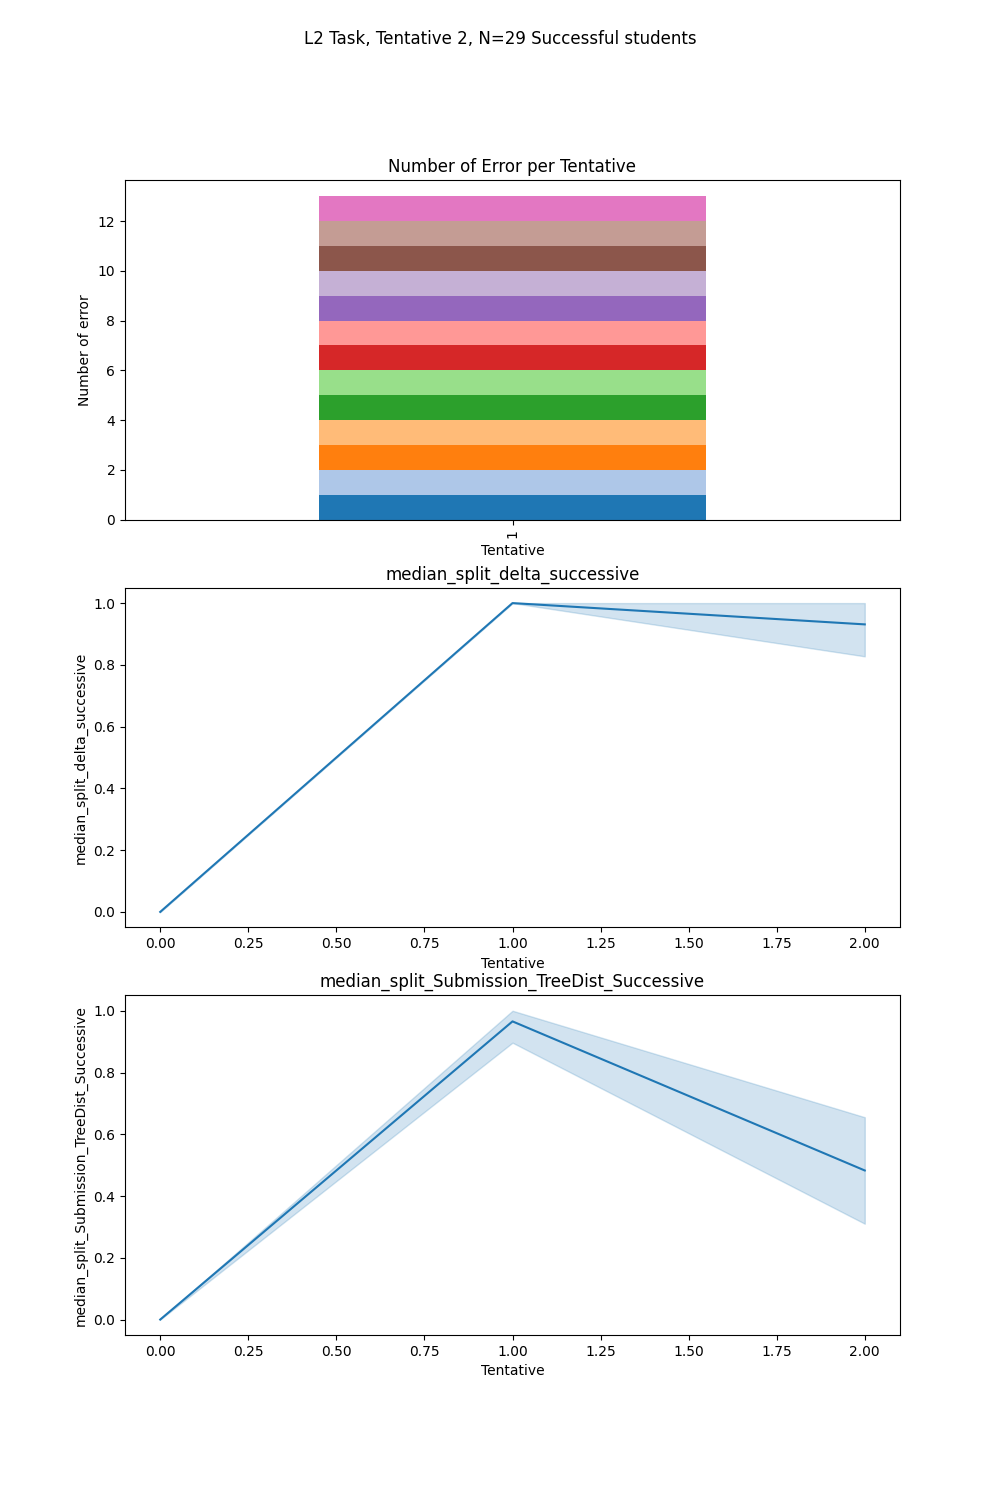 L2 Task, Tentative 2, N=29 Successful students
Number of Error per Tentative
Number of error
12
10
8
6
4
2
0
1
Tentative
median_split_delta_successive
median_split_delta_successive
1.0
0.8
0.6
0.4
0.2
0.0
0.00 0.25 0.50 0.75 1.00 1.25 1.50 1.75 2.00
Tentative
median_split_Submission_TreeDist_Successive
median_split_Submission_TreeDist_Successive
1.0
0.8
0.6
0.4
0.2
0.0
0.00 0.25 0.50 0.75 1.00 1.25 1.50 1.75 2.00
Tentative